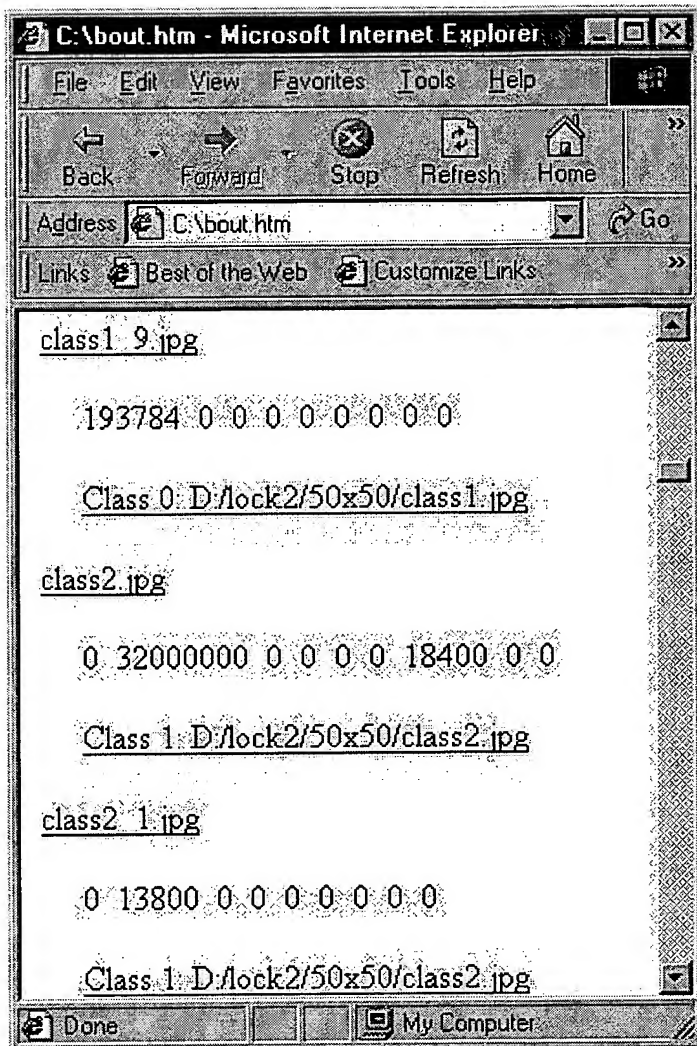 C:\bout.htm - Microsoft Internet Explorer
File Edit View Favorites Tools Help
Back Forward Stop Refresh Home »
Address C:\bout.htm Go
Links Best of the Web Customize Links »
class1_9.jpg
193784 0 0 0 0 0 0 0 0
Class 0: D:/lock2/50x50/class1.jpg
class2.jpg
0 32000000 0 0 0 0 18400 0 0
Class 1: D:/lock2/50x50/class2.jpg
class2_1.jpg
0 13800 0 0 0 0 0 0 0
Class 1: D:/lock2/50x50/class2.jpg
Done My Computer